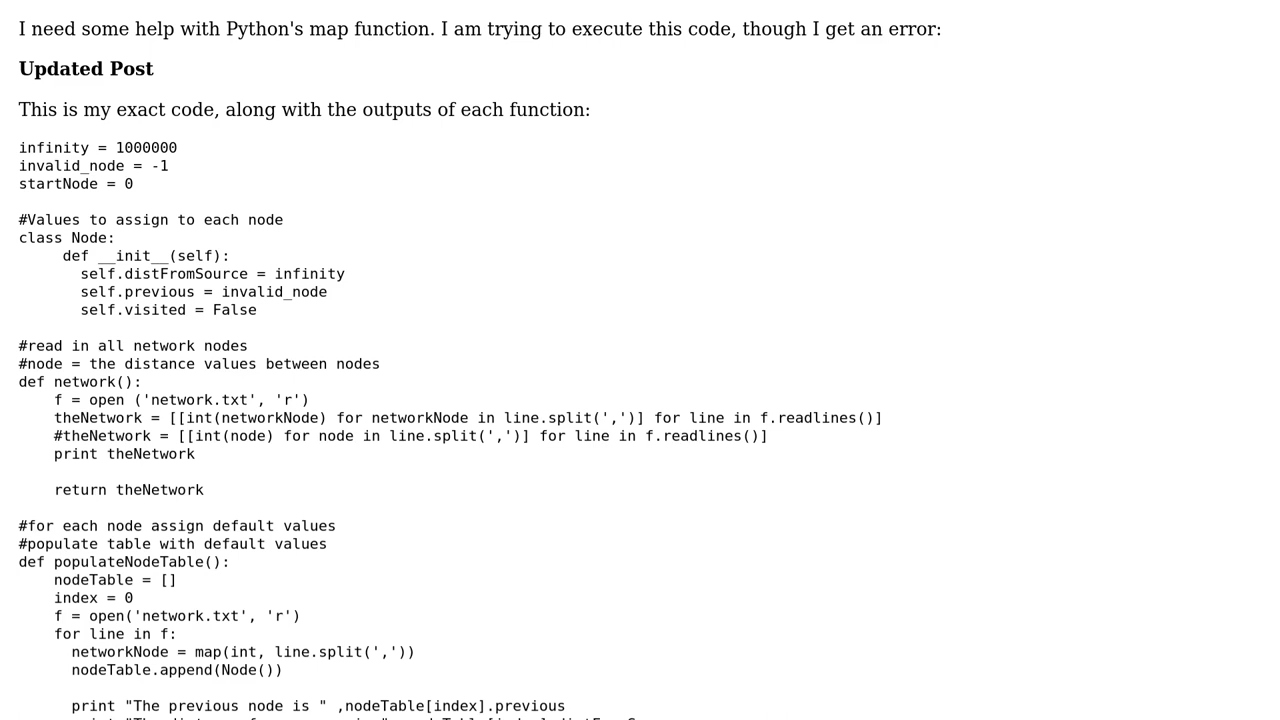 I need some help with Python's map function. I am trying to execute this code, though I get an error:
Updated Post
This is my exact code, along with the outputs of each function:
infinity = 1000000
invalid_node = -1
startNode = 0
#Values to assign to each node
class Node:
     def __init__(self):
       self.distFromSource = infinity
       self.previous = invalid_node
       self.visited = False
#read in all network nodes
#node = the distance values between nodes
def network():
    f = open ('network.txt', 'r')
    theNetwork = [[int(networkNode) for networkNode in line.split(',')] for line in f.readlines()]
    #theNetwork = [[int(node) for node in line.split(',')] for line in f.readlines()]
    print theNetwork
    return theNetwork
#for each node assign default values
#populate table with default values
def populateNodeTable():
    nodeTable = []
    index = 0
    f = open('network.txt', 'r')
    for line in f:
      networkNode = map(int, line.split(','))
      nodeTable.append(Node())
      print "The previous node is " ,nodeTable[index].previous